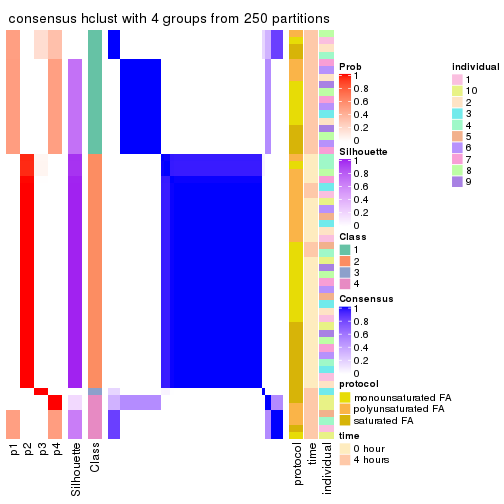 consensus hclust with 4 groups from 250 partitions
Prob
1
0.8
0.6
0.4
0.2
0
Silhouette
1
0.8
0.6
0.4
0.2
0
Class
1
2
3
4
Consensus
1
0.8
0.6
0.4
0.2
0
protocol
monounsaturated FA
polyunsaturated FA
saturated FA
time
0 hour
4 hours
individual
1
10
2
3
4
5
6
7
8
9
p1
p2
p3
p4
Silhouette
Class
protocol
time
individual